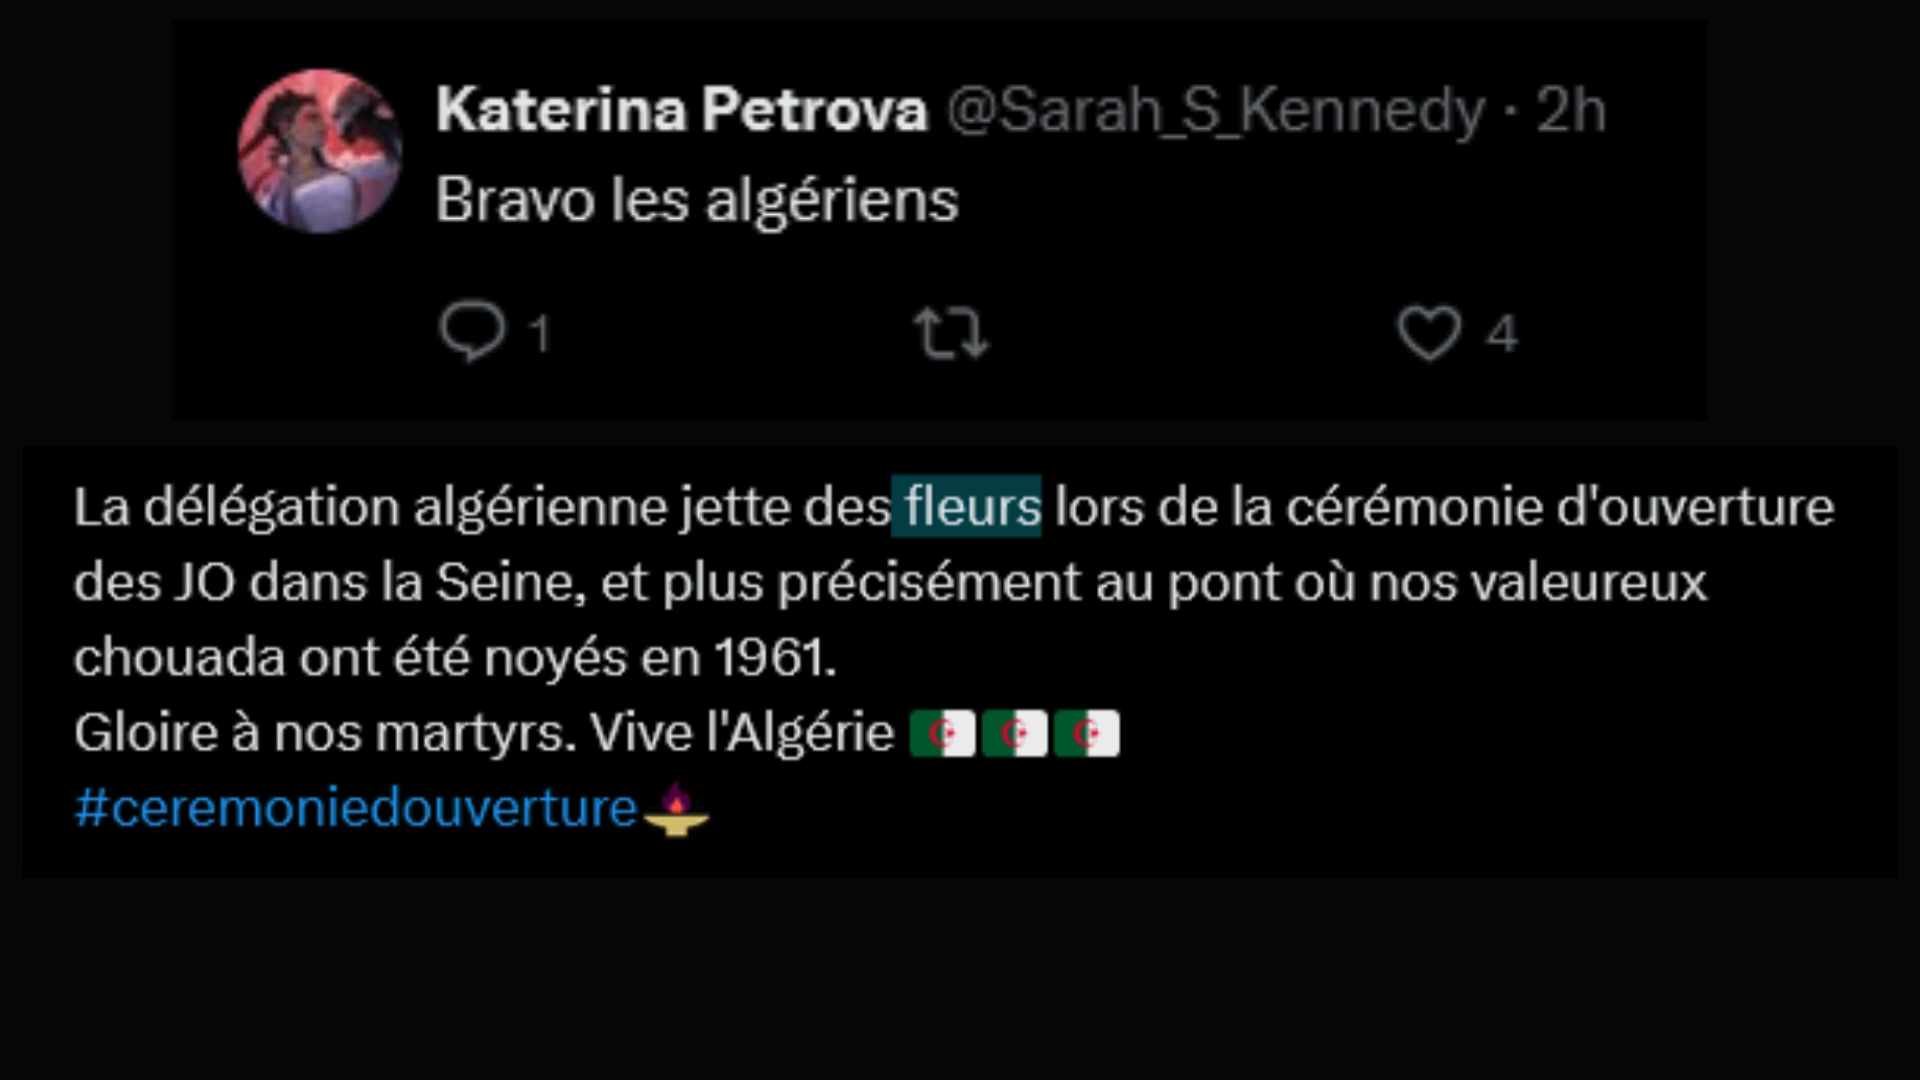 Katerina Petrova @Sarah_S_Kennedy · 2h
Bravo les algériens
1 4
La délégation algérienne jette des fleurs lors de la cérémonie d'ouverture
des JO dans la Seine, et plus précisément au pont où nos valeureux
chouada ont été noyés en 1961.
Gloire à nos martyrs. Vive l'Algérie 🇩🇿🇩🇿🇩🇿
#ceremoniedouverture